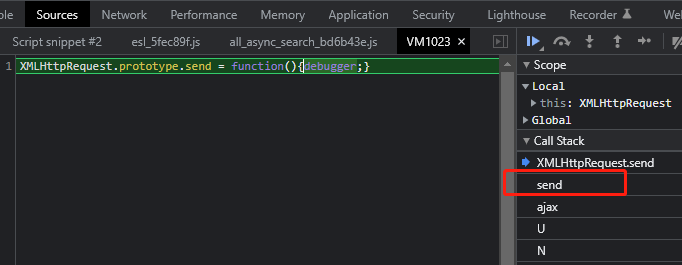 ole Sources Performance Memory Application Security Lighthouse Recorder Web
Script snippet #2 esl_5fec89f.js all_async_search_bd6b43e.js VM1023 ×
1 XMLHttpRequest.prototype.send = function(){debugger;}
Scope
Local
this: XMLHttpRequest
Global
Call Stack
XMLHttpRequest.send
send
ajax
U
N